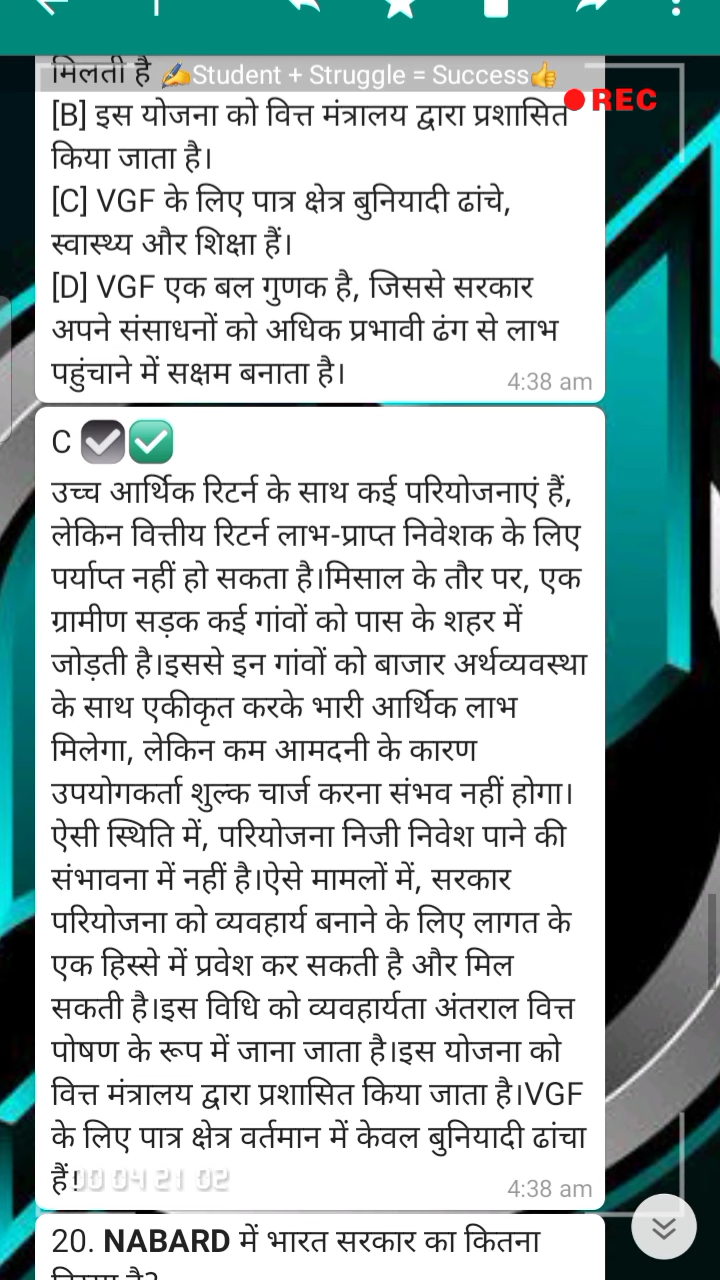 मिलती है ✍️Student + Struggle = Success👍
REC
[B] इस योजना को वित्त मंत्रालय द्वारा प्रशासित
किया जाता है।
[C] VGF के लिए पात्र क्षेत्र बुनियादी ढांचे,
स्वास्थ्य और शिक्षा हैं।
[D] VGF एक बल गुणक है, जिससे सरकार
अपने संसाधनों को अधिक प्रभावी ढंग से लाभ
पहुंचाने में सक्षम बनाता है।
4:38 am
C ✔️✅
उच्च आर्थिक रिटर्न के साथ कई परियोजनाएं हैं,
लेकिन वित्तीय रिटर्न लाभ-प्राप्त निवेशक के लिए
पर्याप्त नहीं हो सकता है।मिसाल के तौर पर, एक
ग्रामीण सड़क कई गांवों को पास के शहर में
जोड़ती है।इससे इन गांवों को बाजार अर्थव्यवस्था
के साथ एकीकृत करके भारी आर्थिक लाभ
मिलेगा, लेकिन कम आमदनी के कारण
उपयोगकर्ता शुल्क चार्ज करना संभव नहीं होगा।
ऐसी स्थिति में, परियोजना निजी निवेश पाने की
संभावना में नहीं है।ऐसे मामलों में, सरकार
परियोजना को व्यवहार्य बनाने के लिए लागत के
एक हिस्से में प्रवेश कर सकती है और मिल
सकती है।इस विधि को व्यवहार्यता अंतराल वित्त
पोषण के रूप में जाना जाता है।इस योजना को
वित्त मंत्रालय द्वारा प्रशासित किया जाता है।VGF
के लिए पात्र क्षेत्र वर्तमान में केवल बुनियादी ढांचा
हैं!
00 04 21 02
4:38 am
20. NABARD में भारत सरकार का कितना